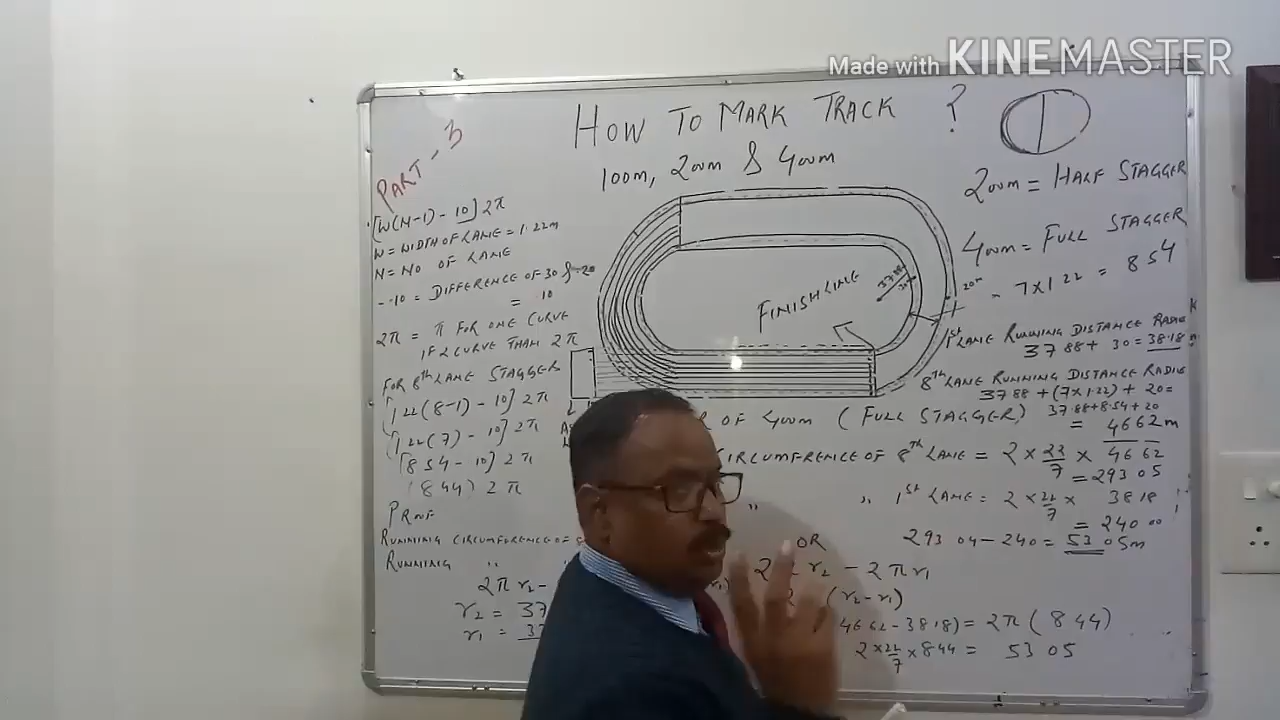 Made with KINEMASTER
HOW TO MARK TRACK ?
100m, 200m & 400m
PART - 3
[W(N-1) - 10] 2π
W = WIDTH OF LANE = 1.22m
N = NO OF LANE
- 10 = DIFFERENCE OF 30 & 20
= 10
2π = π FOR ONE CURVE
IF 2 CURVE THAN 2π
FOR 8th LANE STAGGER
[1 22 (8-1) - 10] 2π
[1 22 (7) - 10] 2π
[8 54 - 10] 2π
(8 44) 2π
PROOF
RUNNING CIRCUMFERENCE OF
RUNNING "
2π r2 -
r2 = 37
r1 =
FINISH LINE
37.88
20m
200m = HALF STAGGER
400m = FULL STAGGER
- 7×1 22 = 8 54
1st LANE RUNNING DISTANCE RADIU
37 88 + 30 = 38.18
8th LANE RUNNING DISTANCE RADIU
37 88 + (7×1.22) + 20 =
37.88 + 8.54 + 20
= 46 62 m
R OF 400m (FULL STAGGER)
CIRCUMFRENCE OF 8th LANE = 2 × 22/7 × 46 62
= 293 05
" " 1st LANE = 2 × 22/7 × 38 18
= 240 00
293 04 - 240 = 53 05m
OR
2 r2 - 2 π r1
(r2 - r1)
46 62 - 38 18) = 2π (8 44)
2 × 22/7 × 8 44 = 53 05